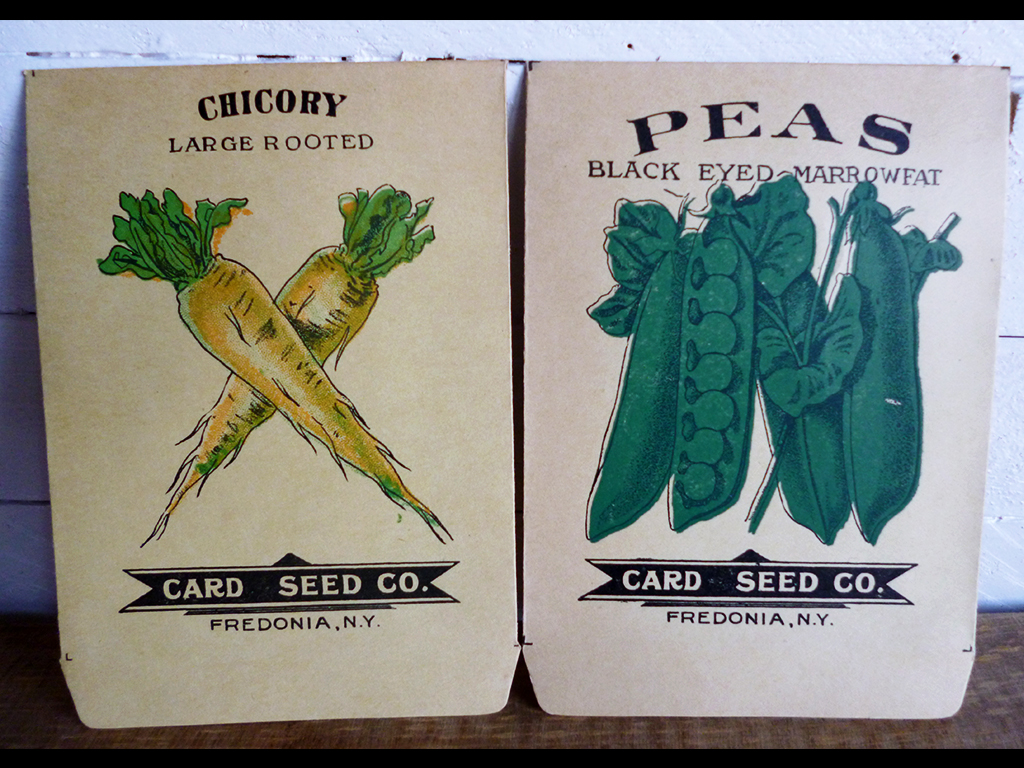 CHICORY
LARGE ROOTED
CARD SEED CO.
FREDONIA, N.Y.
PEAS
BLACK EYED MARROWFAT
CARD SEED CO.
FREDONIA, N.Y.